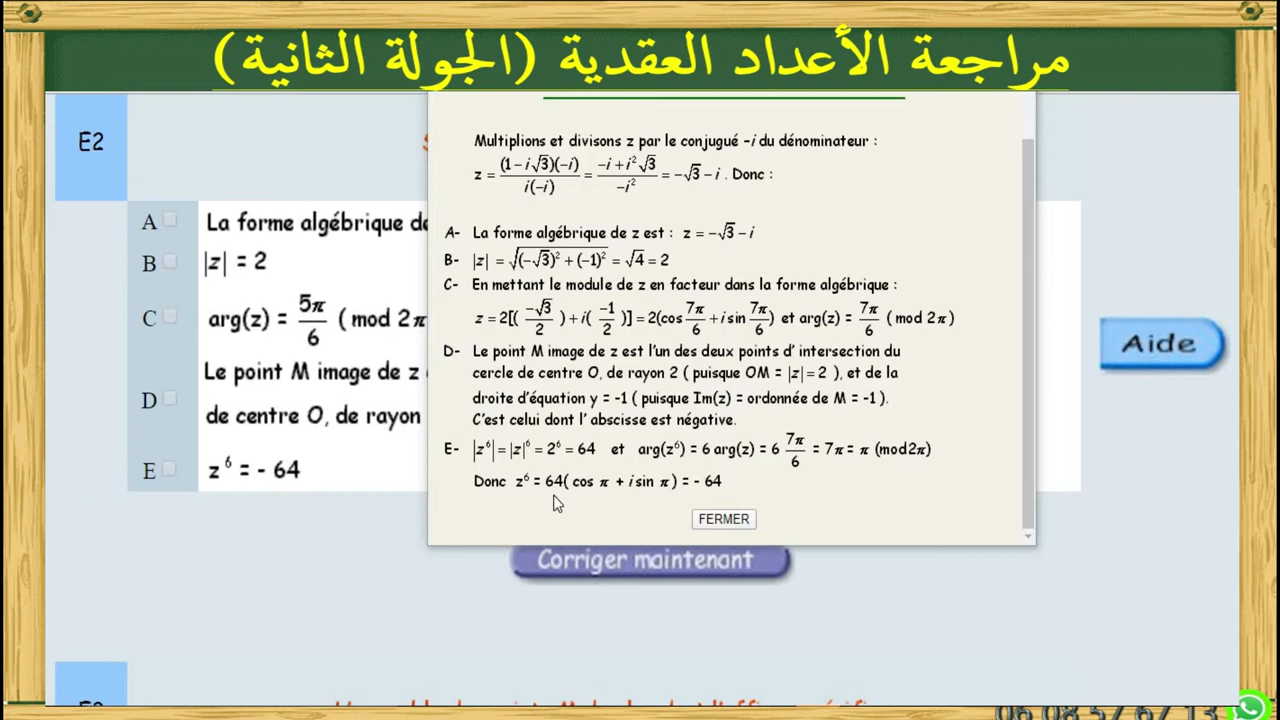 مراجعة الأعداد العقدية (الجولة الثانية)
E2
Multiplions et divisons z par le conjugué –i du dénominateur :
z = (1 – i√3)(–i) / i(–i) = –i + i²√3 / –i² = –√3 – i . Donc :
A- La forme algébrique de z est : z = –√3 – i
B- |z| = √((–√3)² + (–1)²) = √4 = 2
C- En mettant le module de z en facteur dans la forme algébrique :
z = 2[( –√3/2 ) + i( –1/2 )] = 2(cos 7π/6 + i sin 7π/6) et arg(z) = 7π/6 ( mod 2π)
D- Le point M image de z est l'un des deux points d' intersection du
cercle de centre O, de rayon 2 ( puisque OM = |z| = 2 ), et de la
droite d'équation y = -1 ( puisque Im(z) = ordonnée de M = -1 ).
C'est celui dont l' abscisse est négative.
E- |z⁶| = |z|⁶ = 2⁶ = 64 et arg(z⁶) = 6 arg(z) = 6 7π/6 = 7π = π (mod2π)
Donc z⁶ = 64( cos π + i sin π) = - 64
FERMER
A La forme algébrique de
B |z| = 2
C arg(z) = 5π/6 ( mod 2π
D Le point M image de z
de centre O, de rayon
E z⁶ = - 64
Aide
Corriger maintenant